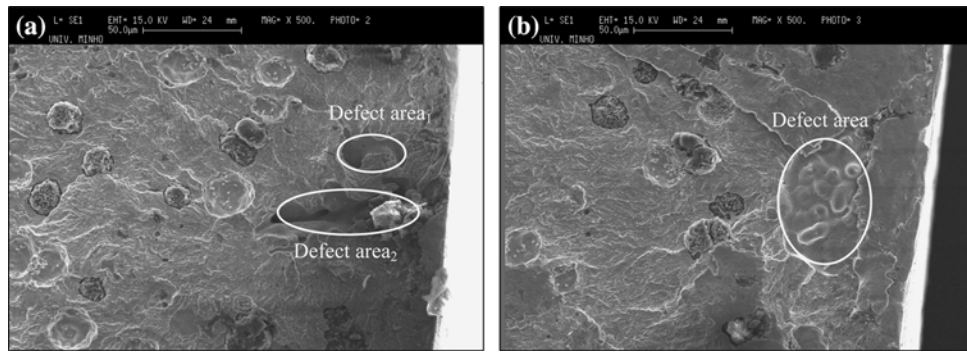 (a)
L* SE1 EHT* 15.0 KV WD* 24 mm MAG* X 500. PHOTO* 2
50.0µm
UNIV. MINHO
Defect area1
Defect area2
(b)
L* SE1 EHT* 15.0 KV WD* 24 mm MAG* X 500. PHOTO* 3
50.0µm
UNIV. MINHO
Defect area